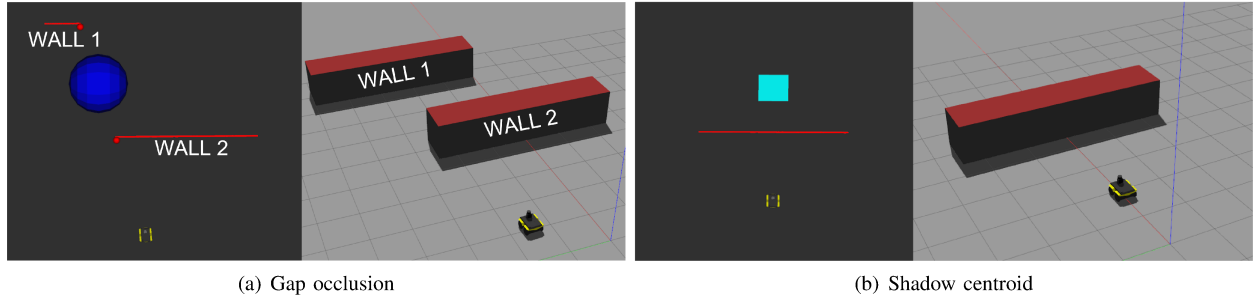 WALL 1
WALL 2
WALL 1
WALL 2
(a) Gap occlusion
(b) Shadow centroid